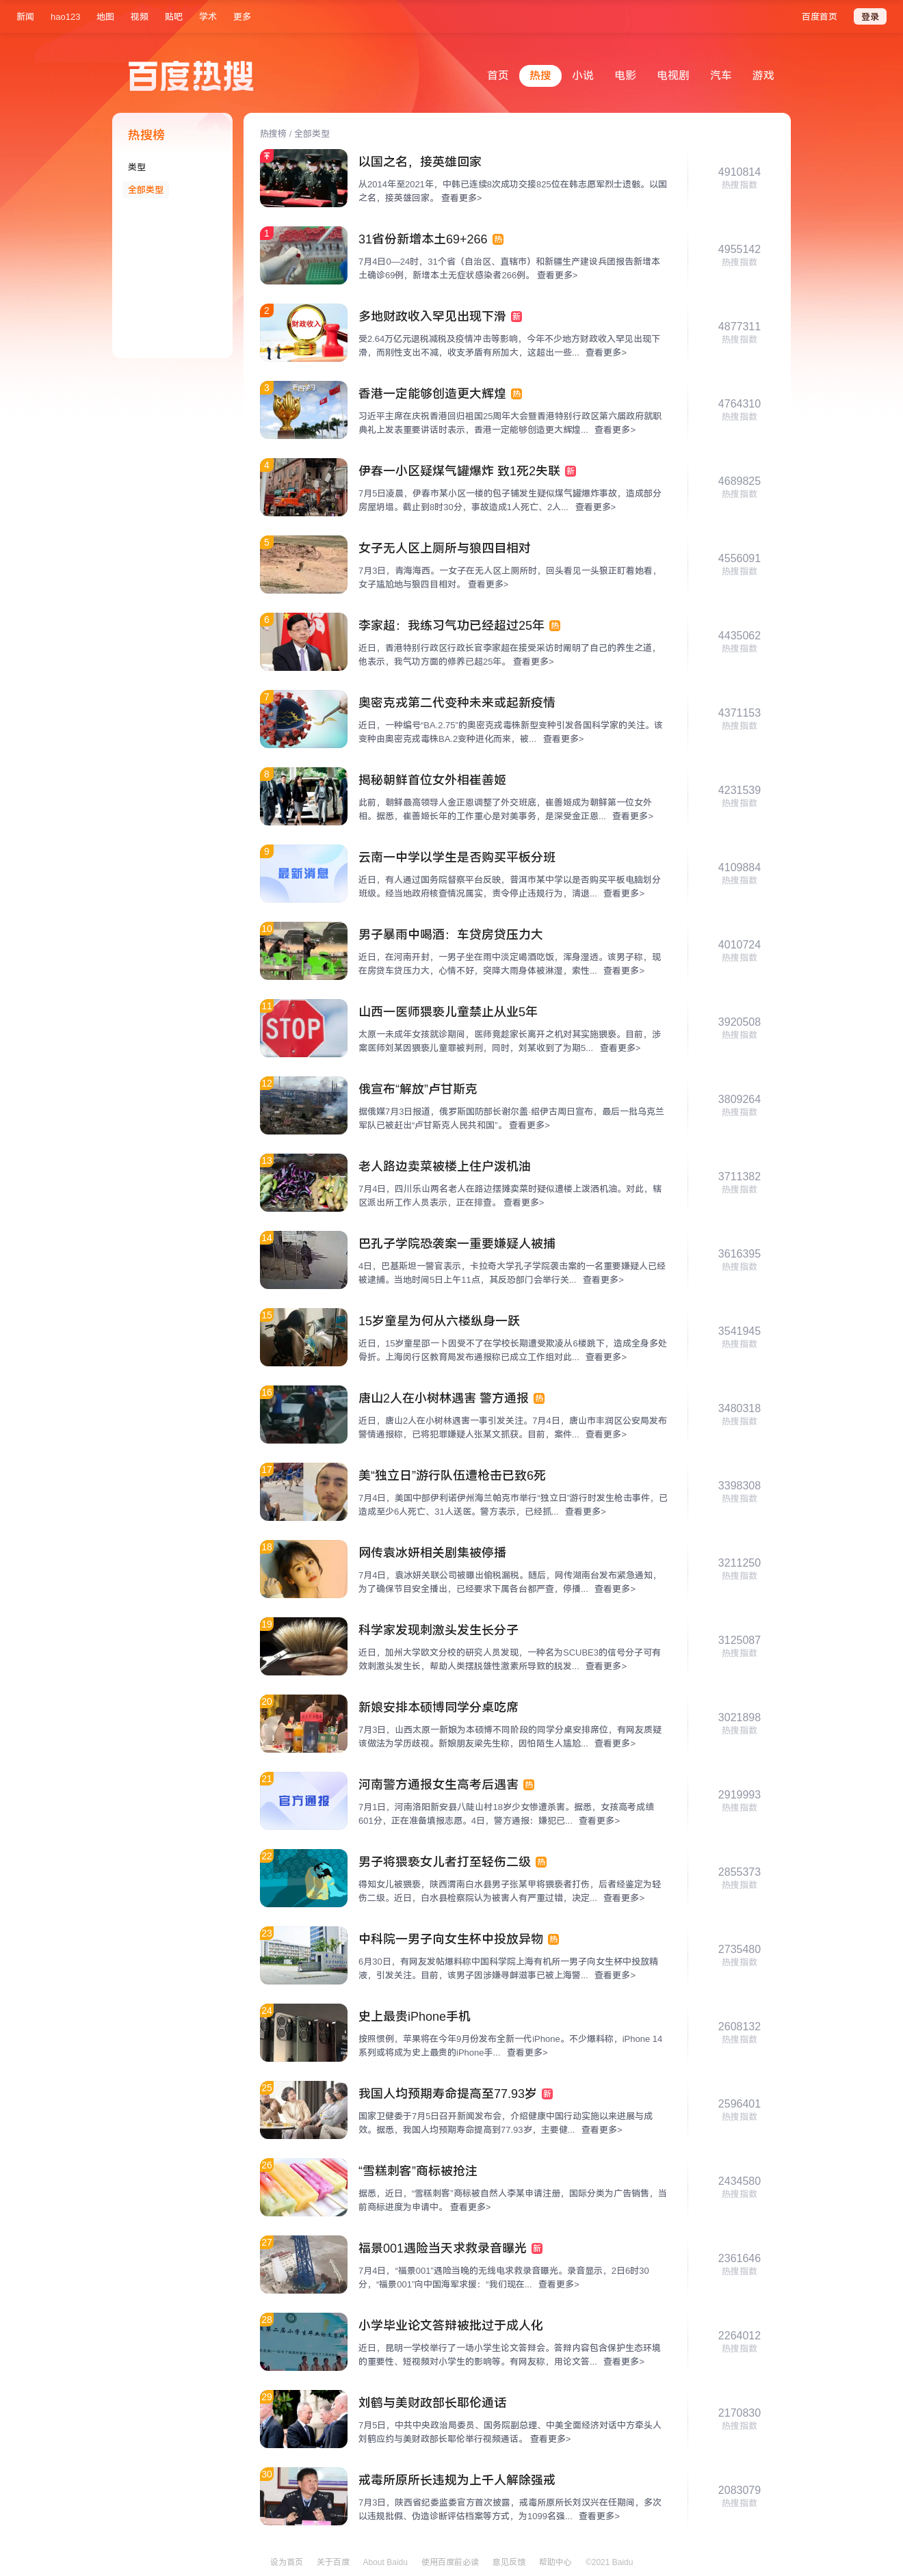 新闻 hao123 地图 视频 贴吧 学术 更多 百度首页 登录
百度热搜 首页 热搜 小说 电影 电视剧 汽车 游戏
热搜榜
类型
全部类型
热搜榜 / 全部类型
以国之名，接英雄回家
从2014年至2021年，中韩已连续8次成功交接825位在韩志愿军烈士遗骸。以国
之名，接英雄回家。 查看更多>
4910814
热搜指数
1
31省份新增本土69+266 热
7月4日0—24时，31个省（自治区、直辖市）和新疆生产建设兵团报告新增本
土确诊69例，新增本土无症状感染者266例。 查看更多>
4955142
热搜指数
2
财政收入
多地财政收入罕见出现下滑 新
受2.64万亿元退税减税及疫情冲击等影响，今年不少地方财政收入罕见出现下
滑，而刚性支出不减，收支矛盾有所加大，这超出一些... 查看更多>
4877311
热搜指数
3
香港一定能够创造更大辉煌 热
习近平主席在庆祝香港回归祖国25周年大会暨香港特别行政区第六届政府就职
典礼上发表重要讲话时表示，香港一定能够创造更大辉煌... 查看更多>
4764310
热搜指数
4
伊春一小区疑煤气罐爆炸 致1死2失联 新
7月5日凌晨，伊春市某小区一楼的包子铺发生疑似煤气罐爆炸事故，造成部分
房屋坍塌。截止到8时30分，事故造成1人死亡、2人... 查看更多>
4689825
热搜指数
5
女子无人区上厕所与狼四目相对
7月3日，青海海西。一女子在无人区上厕所时，回头看见一头狼正盯着她看，
女子尴尬地与狼四目相对。 查看更多>
4556091
热搜指数
6
李家超：我练习气功已经超过25年 热
近日，香港特别行政区行政长官李家超在接受采访时阐明了自己的养生之道，
他表示，我气功方面的修养已超25年。 查看更多>
4435062
热搜指数
7
奥密克戎第二代变种未来或起新疫情
近日，一种编号“BA.2.75”的奥密克戎毒株新型变种引发各国科学家的关注。该
变种由奥密克戎毒株BA.2变种进化而来，被... 查看更多>
4371153
热搜指数
8
揭秘朝鲜首位女外相崔善姬
此前，朝鲜最高领导人金正恩调整了外交班底，崔善姬成为朝鲜第一位女外
相。据悉，崔善姬长年的工作重心是对美事务，是深受金正恩... 查看更多>
4231539
热搜指数
9
最新消息
云南一中学以学生是否购买平板分班
近日，有人通过国务院督察平台反映，普洱市某中学以是否购买平板电脑划分
班级。经当地政府核查情况属实，责令停止违规行为，清退... 查看更多>
4109884
热搜指数
10
男子暴雨中喝酒：车贷房贷压力大
近日，在河南开封，一男子坐在雨中淡定喝酒吃饭，浑身湿透。该男子称，现
在房贷车贷压力大，心情不好，突降大雨身体被淋湿，索性... 查看更多>
4010724
热搜指数
11
STOP
山西一医师猥亵儿童禁止从业5年
太原一未成年女孩就诊期间，医师竟趁家长离开之机对其实施猥亵。目前，涉
案医师刘某因猥亵儿童罪被判刑，同时，刘某收到了为期5... 查看更多>
3920508
热搜指数
12
俄宣布“解放”卢甘斯克
据俄媒7月3日报道，俄罗斯国防部长谢尔盖·绍伊古周日宣布，最后一批乌克兰
军队已被赶出“卢甘斯克人民共和国”。 查看更多>
3809264
热搜指数
13
老人路边卖菜被楼上住户泼机油
7月4日，四川乐山两名老人在路边摆摊卖菜时疑似遭楼上泼洒机油。对此，辖
区派出所工作人员表示，正在排查。 查看更多>
3711382
热搜指数
14
巴孔子学院恐袭案一重要嫌疑人被捕
4日，巴基斯坦一警官表示，卡拉奇大学孔子学院袭击案的一名重要嫌疑人已经
被逮捕。当地时间5日上午11点，其反恐部门会举行关... 查看更多>
3616395
热搜指数
15
15岁童星为何从六楼纵身一跃
近日，15岁童星邵一卜因受不了在学校长期遭受欺凌从6楼跳下，造成全身多处
骨折。上海闵行区教育局发布通报称已成立工作组对此... 查看更多>
3541945
热搜指数
16
唐山2人在小树林遇害 警方通报 热
近日，唐山2人在小树林遇害一事引发关注。7月4日，唐山市丰润区公安局发布
警情通报称，已将犯罪嫌疑人张某文抓获。目前，案件... 查看更多>
3480318
热搜指数
17
美“独立日”游行队伍遭枪击已致6死
7月4日，美国中部伊利诺伊州海兰帕克市举行“独立日”游行时发生枪击事件，已
造成至少6人死亡、31人送医。警方表示，已经抓... 查看更多>
3398308
热搜指数
18
网传袁冰妍相关剧集被停播
7月4日，袁冰妍关联公司被曝出偷税漏税。随后，网传湖南台发布紧急通知，
为了确保节目安全播出，已经要求下属各台都严查，停播... 查看更多>
3211250
热搜指数
19
科学家发现刺激头发生长分子
近日，加州大学欧文分校的研究人员发现，一种名为SCUBE3的信号分子可有
效刺激头发生长，帮助人类摆脱雄性激素所导致的脱发... 查看更多>
3125087
热搜指数
20
新娘安排本硕博同学分桌吃席
7月3日，山西太原一新娘为本硕博不同阶段的同学分桌安排席位，有网友质疑
该做法为学历歧视。新娘朋友梁先生称，因怕陌生人尴尬... 查看更多>
3021898
热搜指数
21
官方通报
河南警方通报女生高考后遇害 热
7月1日，河南洛阳新安县八陡山村18岁少女惨遭杀害。据悉，女孩高考成绩
601分，正在准备填报志愿。4日，警方通报：嫌犯已... 查看更多>
2919993
热搜指数
22
男子将猥亵女儿者打至轻伤二级 热
得知女儿被猥亵，陕西渭南白水县男子张某甲将猥亵者打伤，后者经鉴定为轻
伤二级。近日，白水县检察院认为被害人有严重过错，决定... 查看更多>
2855373
热搜指数
23
中科院一男子向女生杯中投放异物 热
6月30日，有网友发帖爆料称中国科学院上海有机所一男子向女生杯中投放精
液，引发关注。目前，该男子因涉嫌寻衅滋事已被上海警... 查看更多>
2735480
热搜指数
24
史上最贵iPhone手机
按照惯例，苹果将在今年9月份发布全新一代iPhone。不少爆料称，iPhone 14
系列或将成为史上最贵的iPhone手... 查看更多>
2608132
热搜指数
25
我国人均预期寿命提高至77.93岁 新
国家卫健委于7月5日召开新闻发布会，介绍健康中国行动实施以来进展与成
效。据悉，我国人均预期寿命提高到77.93岁，主要健... 查看更多>
2596401
热搜指数
26
“雪糕刺客”商标被抢注
据悉，近日，“雪糕刺客”商标被自然人李某申请注册，国际分类为广告销售，当
前商标进度为申请中。 查看更多>
2434580
热搜指数
27
福景001遇险当天求救录音曝光 新
7月4日，“福景001”遇险当晚的无线电求救录音曝光。录音显示，2日6时30
分，“福景001”向中国海军求援：“我们现在... 查看更多>
2361646
热搜指数
28
小学毕业论文答辩被批过于成人化
近日，昆明一学校举行了一场小学生论文答辩会。答辩内容包含保护生态环境
的重要性、短视频对小学生的影响等。有网友称，用论文答... 查看更多>
2264012
热搜指数
29
刘鹤与美财政部长耶伦通话
7月5日，中共中央政治局委员、国务院副总理、中美全面经济对话中方牵头人
刘鹤应约与美财政部长耶伦举行视频通话。 查看更多>
2170830
热搜指数
30
戒毒所原所长违规为上千人解除强戒
7月3日，陕西省纪委监委官方首次披露，戒毒所原所长刘汉兴在任期间，多次
以违规批假、伪造诊断评估档案等方式，为1099名强... 查看更多>
2083079
热搜指数
设为首页 关于百度 About Baidu 使用百度前必读 意见反馈 帮助中心 ©2021 Baidu